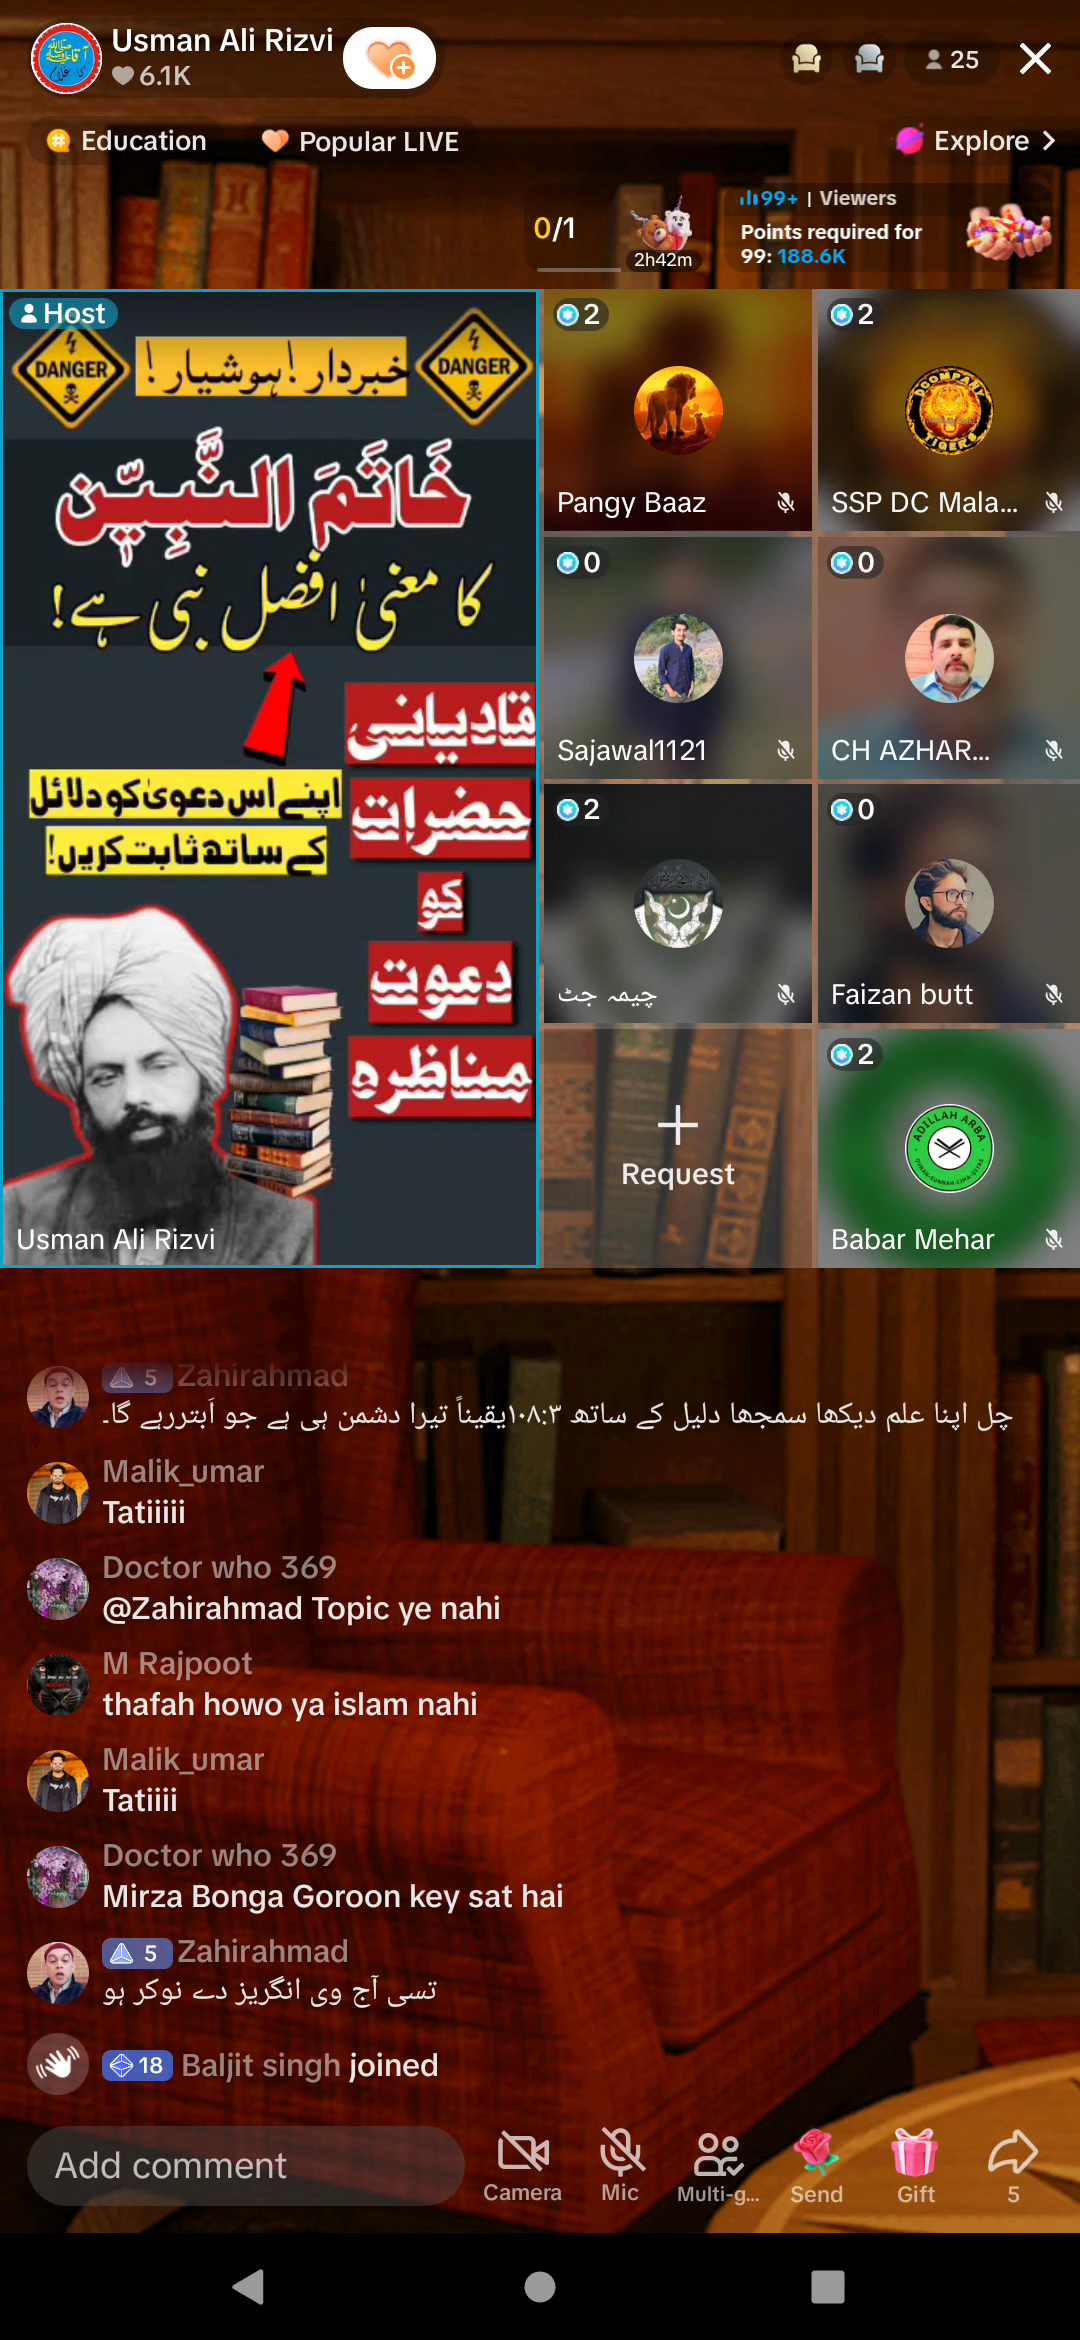 Usman Ali Rizvi
6.1K
25
Education
Popular LIVE
Explore
0/1
2h42m
99+ | Viewers
Points required for
99: 188.6K
Host
DANGER
خبردار! ہوشیار!
DANGER
خَاتَمَ النَّبِیّٖن
کا معنیٰ افضل نبی ہے!
قادیانی
اپنے اس دعویٰ کو دلائل
حضرات
کے ساتھ ثابت کریں!
کو
دعوت
مناظرہ
Usman Ali Rizvi
2
Pangy Baaz
2
DCOMPANY
TIGERS
SSP DC Mala...
0
Sajawal1121
0
CH AZHAR...
2
چیمہ جٹ
0
Faizan butt
Request
2
ADILLAH ARBA
Babar Mehar
5 Zahirahmad
چل اپنا علم دیکھا سمجھا دلیل کے ساتھ ۱۰۸:۳یقیناً تیرا دشمن ہی ہے جو اَبتررہے گا۔
Malik_umar
Tatiiiii
Doctor who 369
@Zahirahmad Topic ye nahi
M Rajpoot
thafah howo ya islam nahi
Malik_umar
Tatiiii
Doctor who 369
Mirza Bonga Goroon key sat hai
5 Zahirahmad
تسی آج وی انگریز دے نوکر ہو
18 Baljit singh joined
Add comment
Camera
Mic
Multi-g...
Send
Gift
5